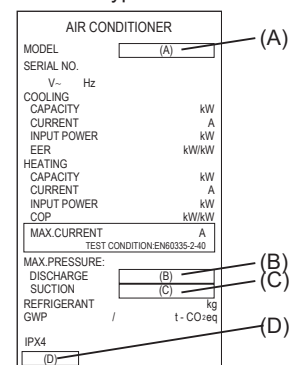 AIR CONDITIONER
MODEL (A) (A)
SERIAL NO.
V~ Hz
COOLING
CAPACITY kW
CURRENT A
INPUT POWER kW
EER kW/kW
HEATING
CAPACITY kW
CURRENT A
INPUT POWER kW
COP kW/kW
MAX.CURRENT A
TEST CONDITION:EN60335-2-40
MAX.PRESSURE:
DISCHARGE (B) (B)
SUCTION (C) (C)
REFRIGERANT kg
GWP / t-CO2eq
IPX4 (D)
(D)